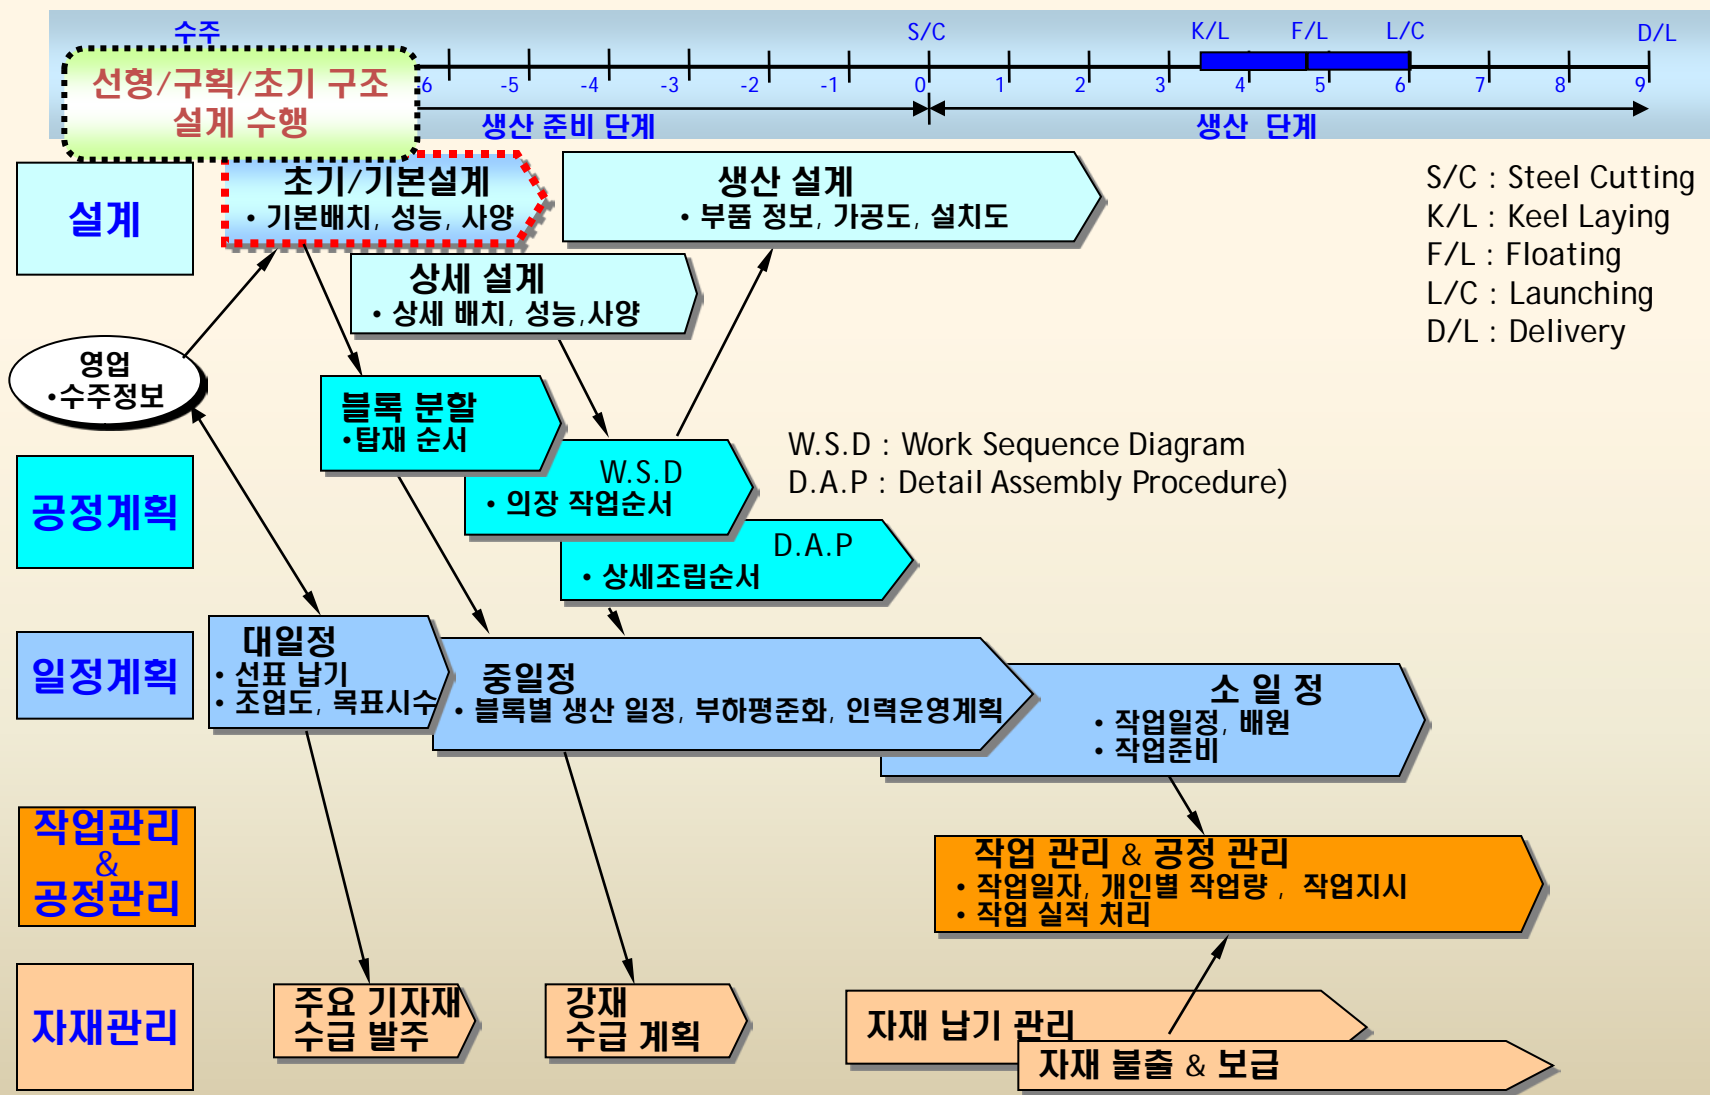 수주
S/C
K/L
F/L
L/C
D/L
선형/구획/초기 구조
설계 수행
6 -5 -4 -3 -2 -1 0 1 2 3 4 5 6 7 8 9
생산 준비 단계
생산 단계
설계
초기/기본설계
• 기본배치, 성능, 사양
생산 설계
• 부품 정보, 가공도, 설치도
S/C : Steel Cutting
K/L : Keel Laying
F/L : Floating
L/C : Launching
D/L : Delivery
상세 설계
• 상세 배치, 성능,사양
영업
•수주정보
블록 분할
•탑재 순서
W.S.D : Work Sequence Diagram
D.A.P : Detail Assembly Procedure)
공정계획
W.S.D
• 의장 작업순서
D.A.P
• 상세조립순서
일정계획
대일정
• 선표 납기
• 조업도, 목표시수
중일정
• 블록별 생산 일정, 부하평준화, 인력운영계획
소 일 정
• 작업일정, 배원
• 작업준비
작업관리
&
공정관리
작업 관리 & 공정 관리
• 작업일자, 개인별 작업량 , 작업지시
• 작업 실적 처리
자재관리
주요 기자재
수급 발주
강재
수급 계획
자재 납기 관리
자재 불출 & 보급